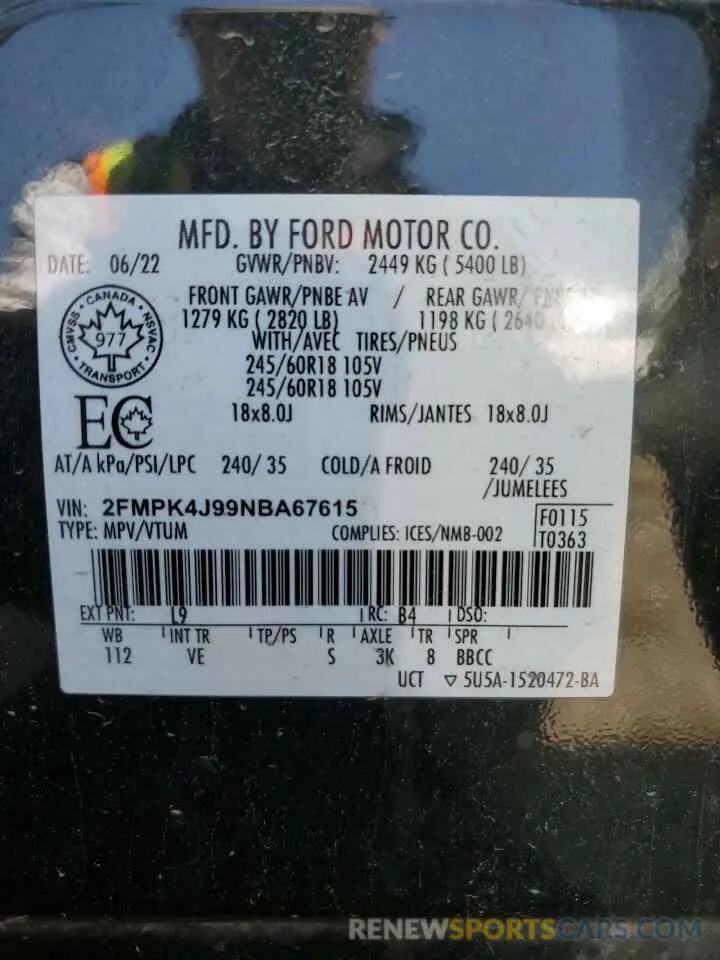 MFD. BY FORD MOTOR CO.
DATE: 06/22 GVWR/PNBV: 2449 KG ( 5400 LB)
FRONT GAWR/PNBE AV / REAR GAWR/
1279 KG ( 2820 LB) 1198 KG ( 2640
WITH/AVEC TIRES/PNEUS
245/60R18 105V
245/60R18 105V
18x8.0J RIMS/JANTES 18x8.0J
CANADA
CMVSS NSVAC
977
TRANSPORT
EC
AT/A kPa/PSI/LPC 240/ 35 COLD/A FROID 240/ 35
/JUMELEES
VIN: 2FMPK4J99NBA67615
F0115
TYPE: MPV/VTUM COMPLIES: ICES/NMB-002
T0363
EXT PNT: L9 RC: B4 DSO:
WB INT TR TP/PS R AXLE TR SPR
112 VE S 3K 8 BBCC
UCT ▽ 5U5A-1520472-BA
RENEWSPORTSCARS.COM